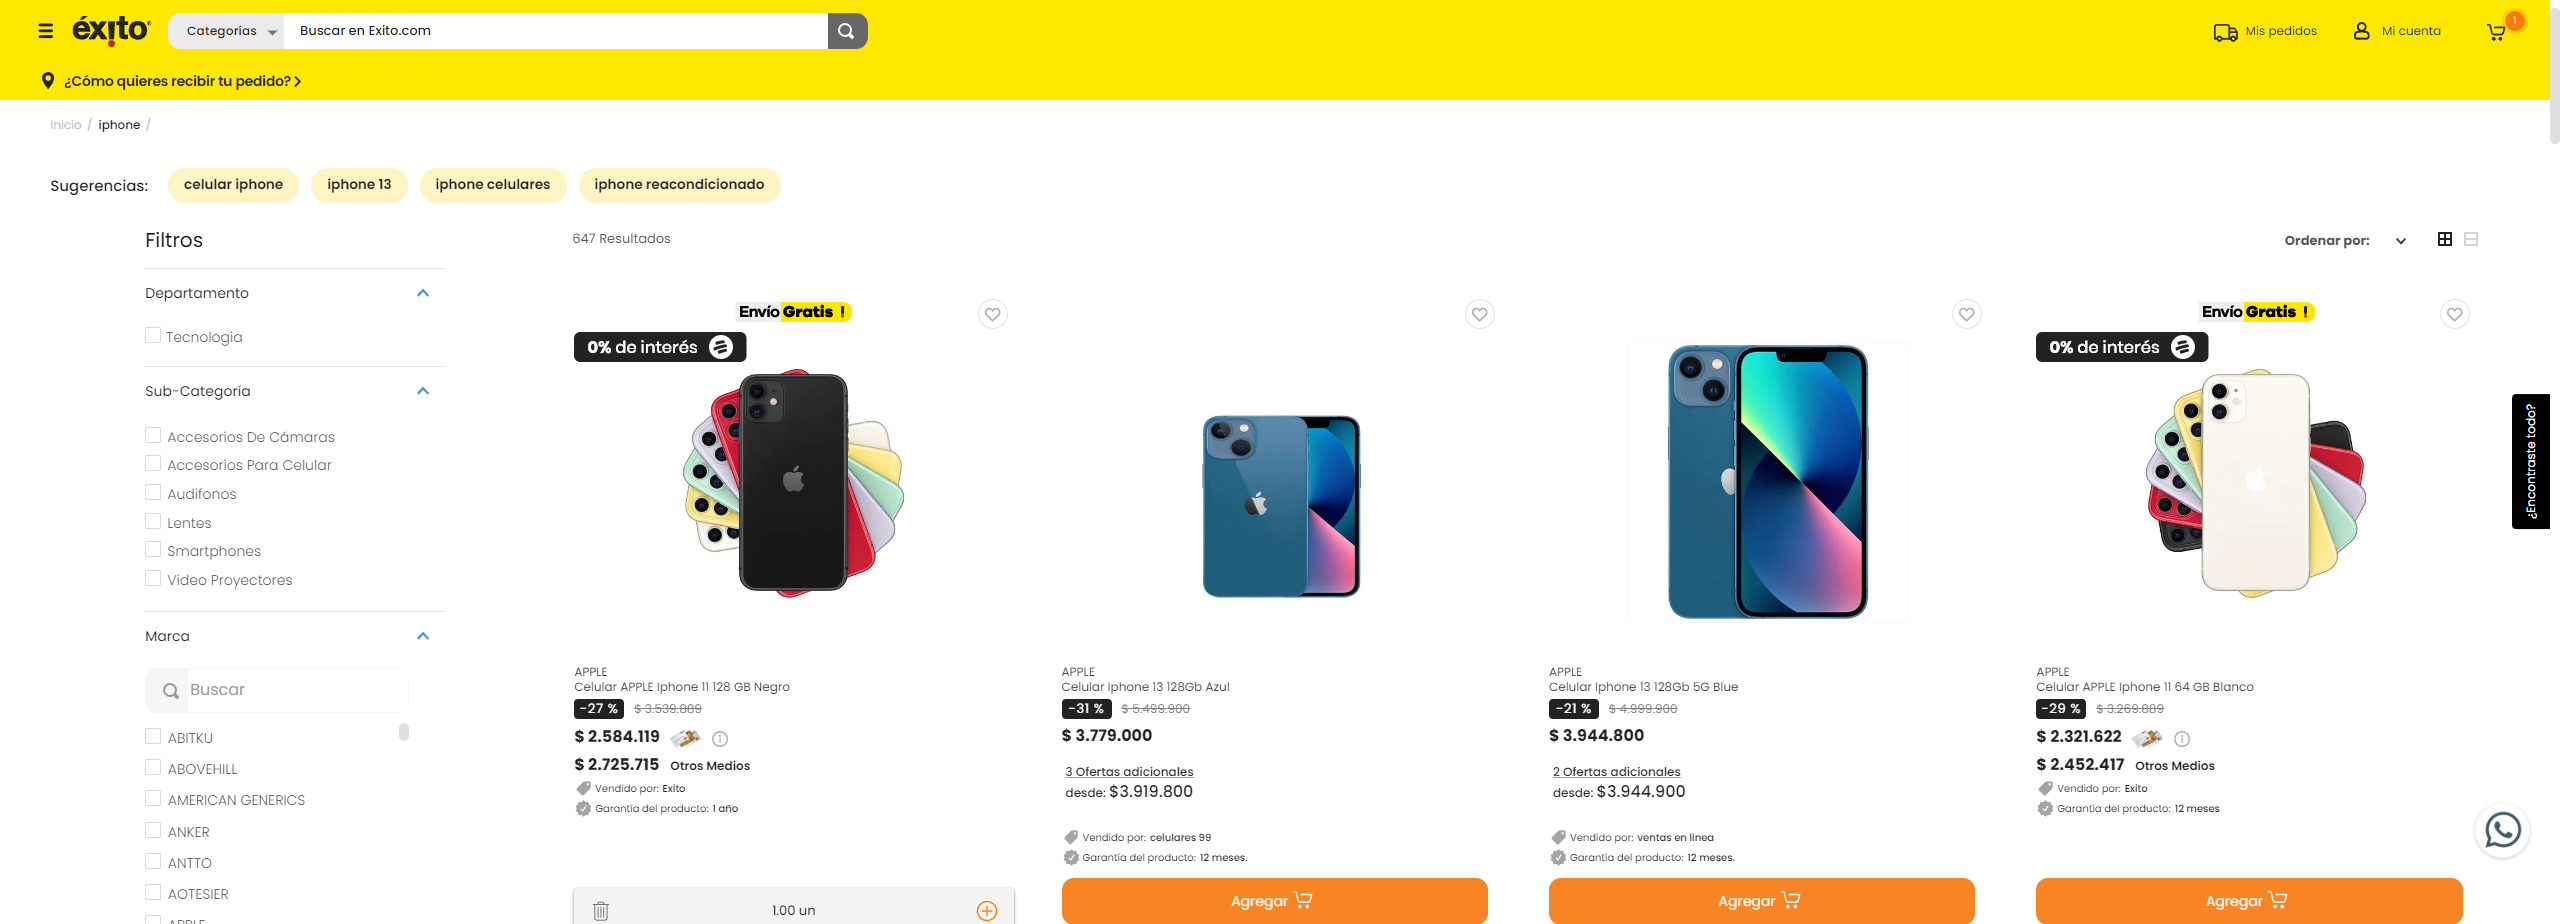 éxito
Categorías
Buscar en Exito.com
Mis pedidos
Mi cuenta
1
¿Cómo quieres recibir tu pedido?
Inicio / iphone /
Sugerencias:
celular iphone
iphone 13
iphone celulares
iphone reacondicionado
Filtros
647 Resultados
Ordenar por:
Departamento
Tecnologia
Sub-Categoría
Accesorios De Cámaras
Accesorios Para Celular
Audifonos
Lentes
Smartphones
Video Proyectores
Marca
Buscar
ABITKU
ABOVEHILL
AMERICAN GENERICS
ANKER
ANTTO
AOTESIER
APPLE
Envío Gratis !
0% de interés
APPLE
Celular APPLE Iphone 11 128 GB Negro
-27 % $ 3.539.889
$ 2.584.119
$ 2.725.715 Otros Medios
Vendido por: Exito
Garantía del producto: 1 año
1.00 un
APPLE
Celular Iphone 13 128Gb Azul
-31 % $ 5.499.900
$ 3.779.000
3 Ofertas adicionales
desde: $3.919.800
Vendido por: celulares 99
Garantía del producto: 12 meses.
Agregar
APPLE
Celular Iphone 13 128Gb 5G Blue
-21 % $ 4.999.900
$ 3.944.800
2 Ofertas adicionales
desde: $3.944.900
Vendido por: ventas en linea
Garantía del producto: 12 meses.
Agregar
Envío Gratis !
0% de interés
APPLE
Celular APPLE Iphone 11 64 GB Blanco
-29 % $ 3.269.889
$ 2.321.622
$ 2.452.417 Otros Medios
Vendido por: Exito
Garantía del producto: 12 meses
Agregar
¿Encontraste todo?